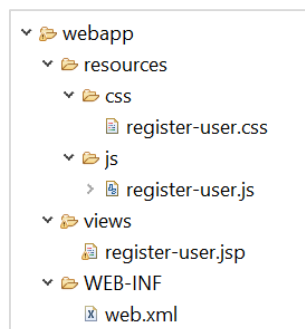 webapp
resources
css
register-user.css
js
register-user.js
views
register-user.jsp
WEB-INF
web.xml